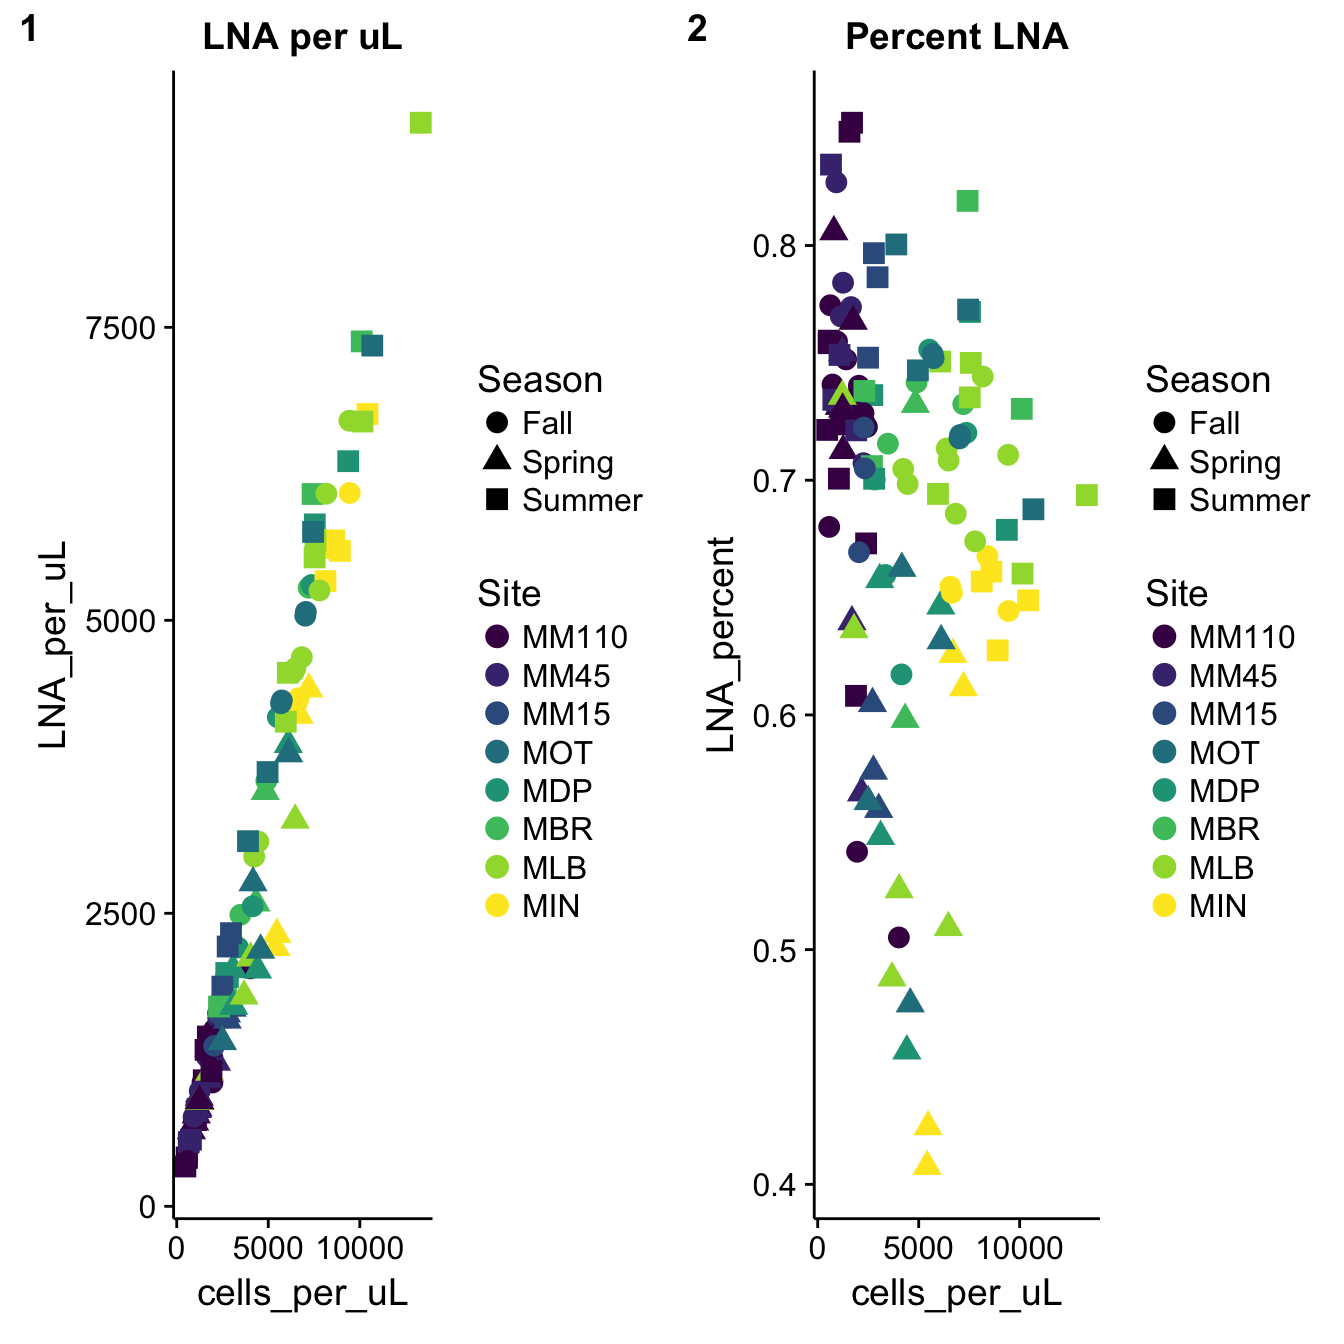 1
LNA per uL
LNA_per_uL
7500
5000
2500
0
0
5000
10000
cells_per_uL
Season
Fall
Spring
Summer
Site
MM110
MM45
MM15
MOT
MDP
MBR
MLB
MIN
2
Percent LNA
LNA_percent
0.8
0.7
0.6
0.5
0.4
0
5000
10000
cells_per_uL
Season
Fall
Spring
Summer
Site
MM110
MM45
MM15
MOT
MDP
MBR
MLB
MIN